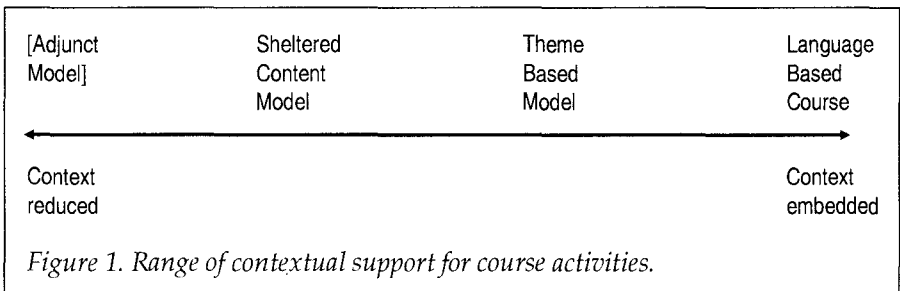 [Adjunct Sheltered Theme Language
Model] Content Based Based
Model Model Course
Context Context
reduced embedded
Figure 1. Range of contextual support for course activities.